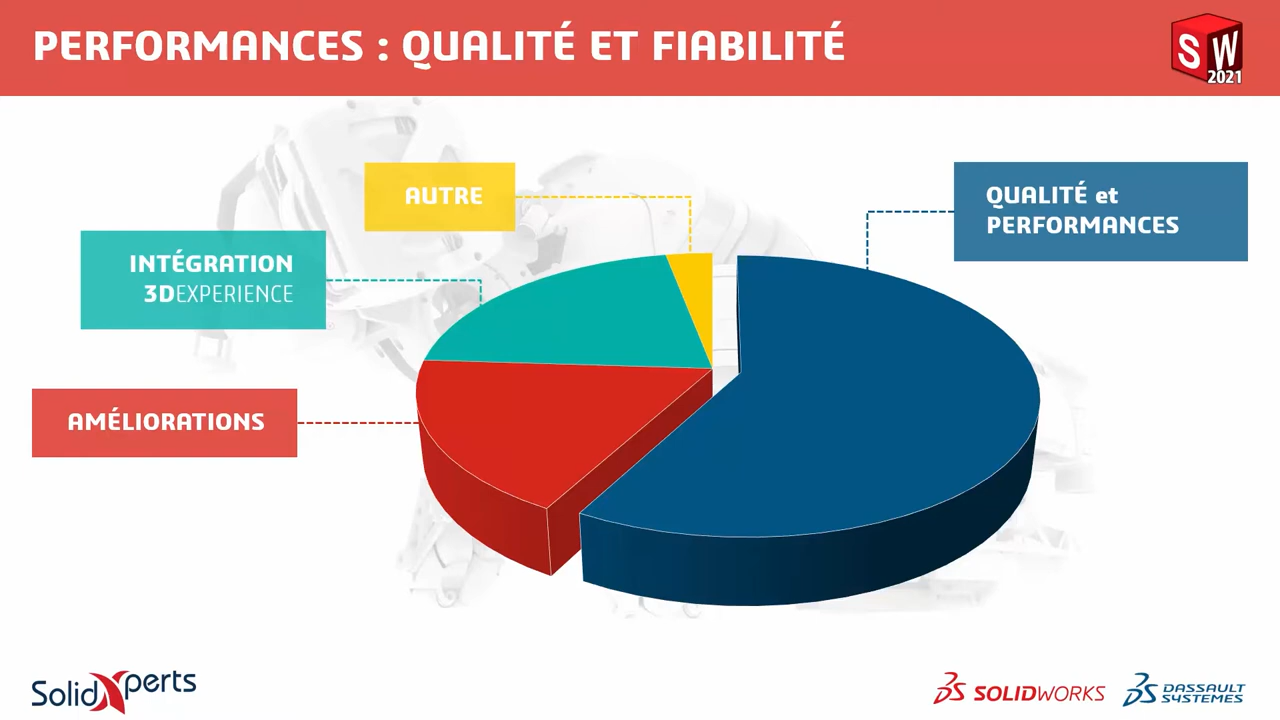 PERFORMANCES : QUALITÉ ET FIABILITÉ
SW
2021
AUTRE
QUALITÉ et
PERFORMANCES
INTÉGRATION
3DEXPERIENCE
AMÉLIORATIONS
SolidXperts
SOLIDWORKS
DASSAULT
SYSTEMES